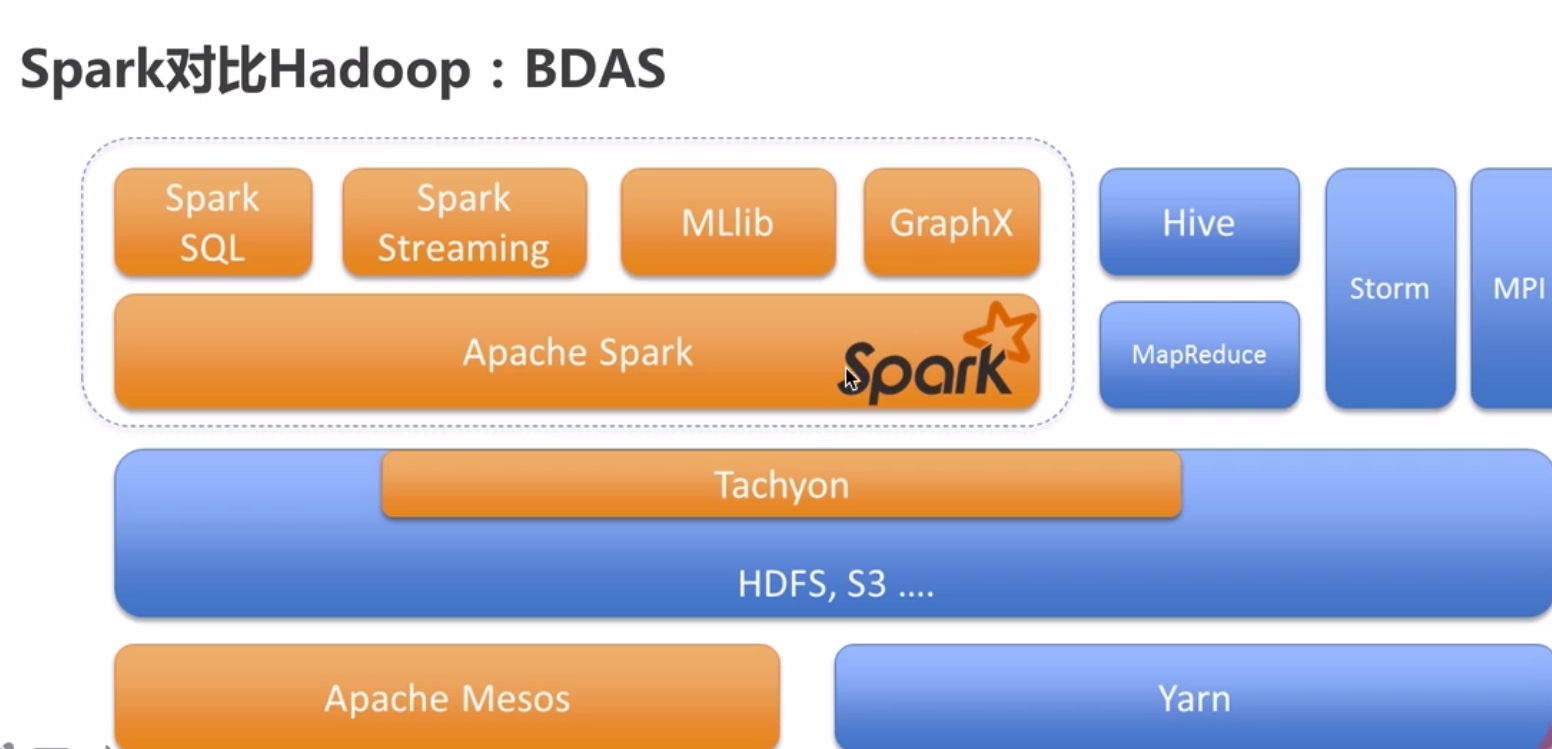 Spark对比Hadoop：BDAS
Spark
SQL
Spark
Streaming
MLlib
GraphX
Hive
Storm
MPI
Apache Spark
Spark
MapReduce
Tachyon
HDFS, S3 ....
Apache Mesos
Yarn